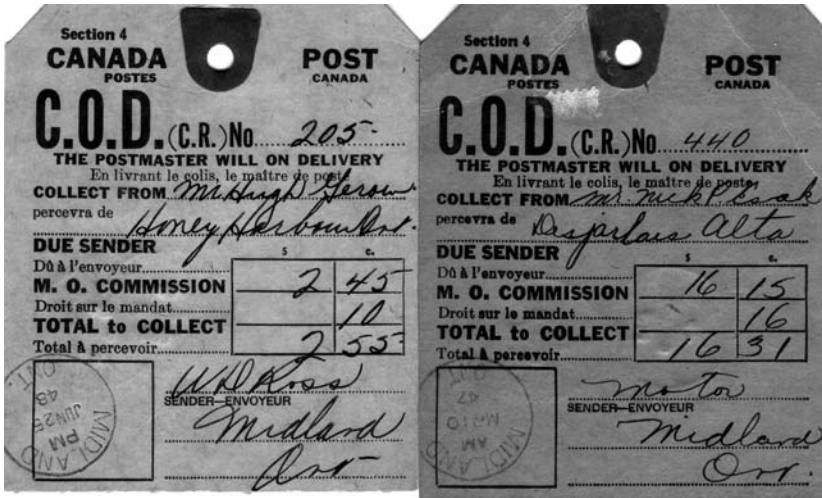 Section 4
CANADA POST
POSTES CANADA
C.O.D. (C.R.) No. 205
THE POSTMASTER WILL ON DELIVERY
En livrant le colis, le maître de poste
COLLECT FROM Mr Hugh Gerow
percevra de Honey Harbour Ont.
DUE SENDER $ c.
Dû à l'envoyeur 2 45
M. O. COMMISSION
Droit sur le mandat 10
TOTAL to COLLECT
Total à percevoir 2 55
W D Ross
SENDER—ENVOYEUR
Midland
Ont
MIDLAND
PM
JUN 25
48
ONT.
Section 4
CANADA POST
POSTES CANADA
C.O.D. (C.R.) No 440
THE POSTMASTER WILL ON DELIVERY
En livrant le colis, le maître de poste
COLLECT FROM Mr. Nick
percevra de Desjarlais Alta
DUE SENDER $ c.
Dû à l'envoyeur 16 15
M. O. COMMISSION
Droit sur le mandat 16
TOTAL to COLLECT
Total à percevoir 16 31
SENDER—ENVOYEUR
Midland
Ont.
MIDLAND
AM
10
47
ONT